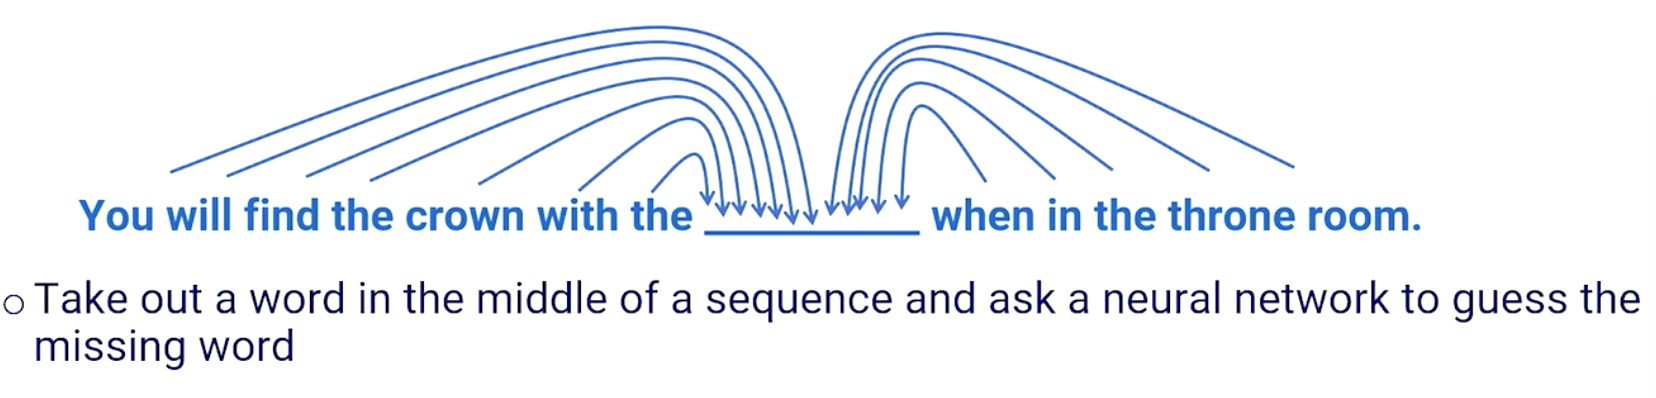 You will find the crown with the ________ when in the throne room.
○ Take out a word in the middle of a sequence and ask a neural network to guess the
missing word